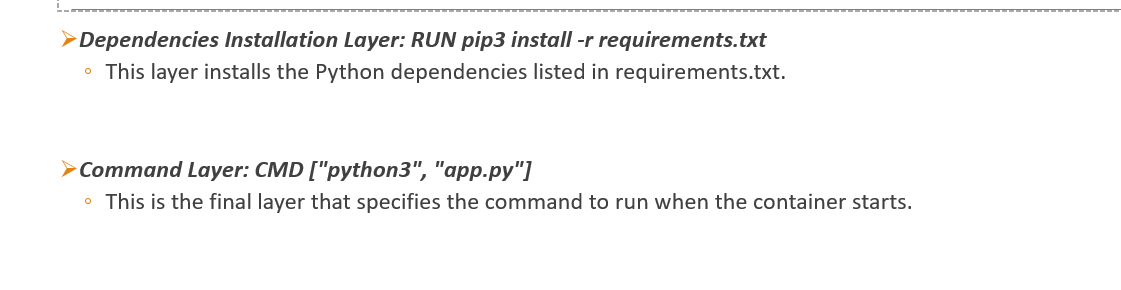 Dependencies Installation Layer: RUN pip3 install -r requirements.txt
This layer installs the Python dependencies listed in requirements.txt.
Command Layer: CMD ["python3", "app.py"]
This is the final layer that specifies the command to run when the container starts.